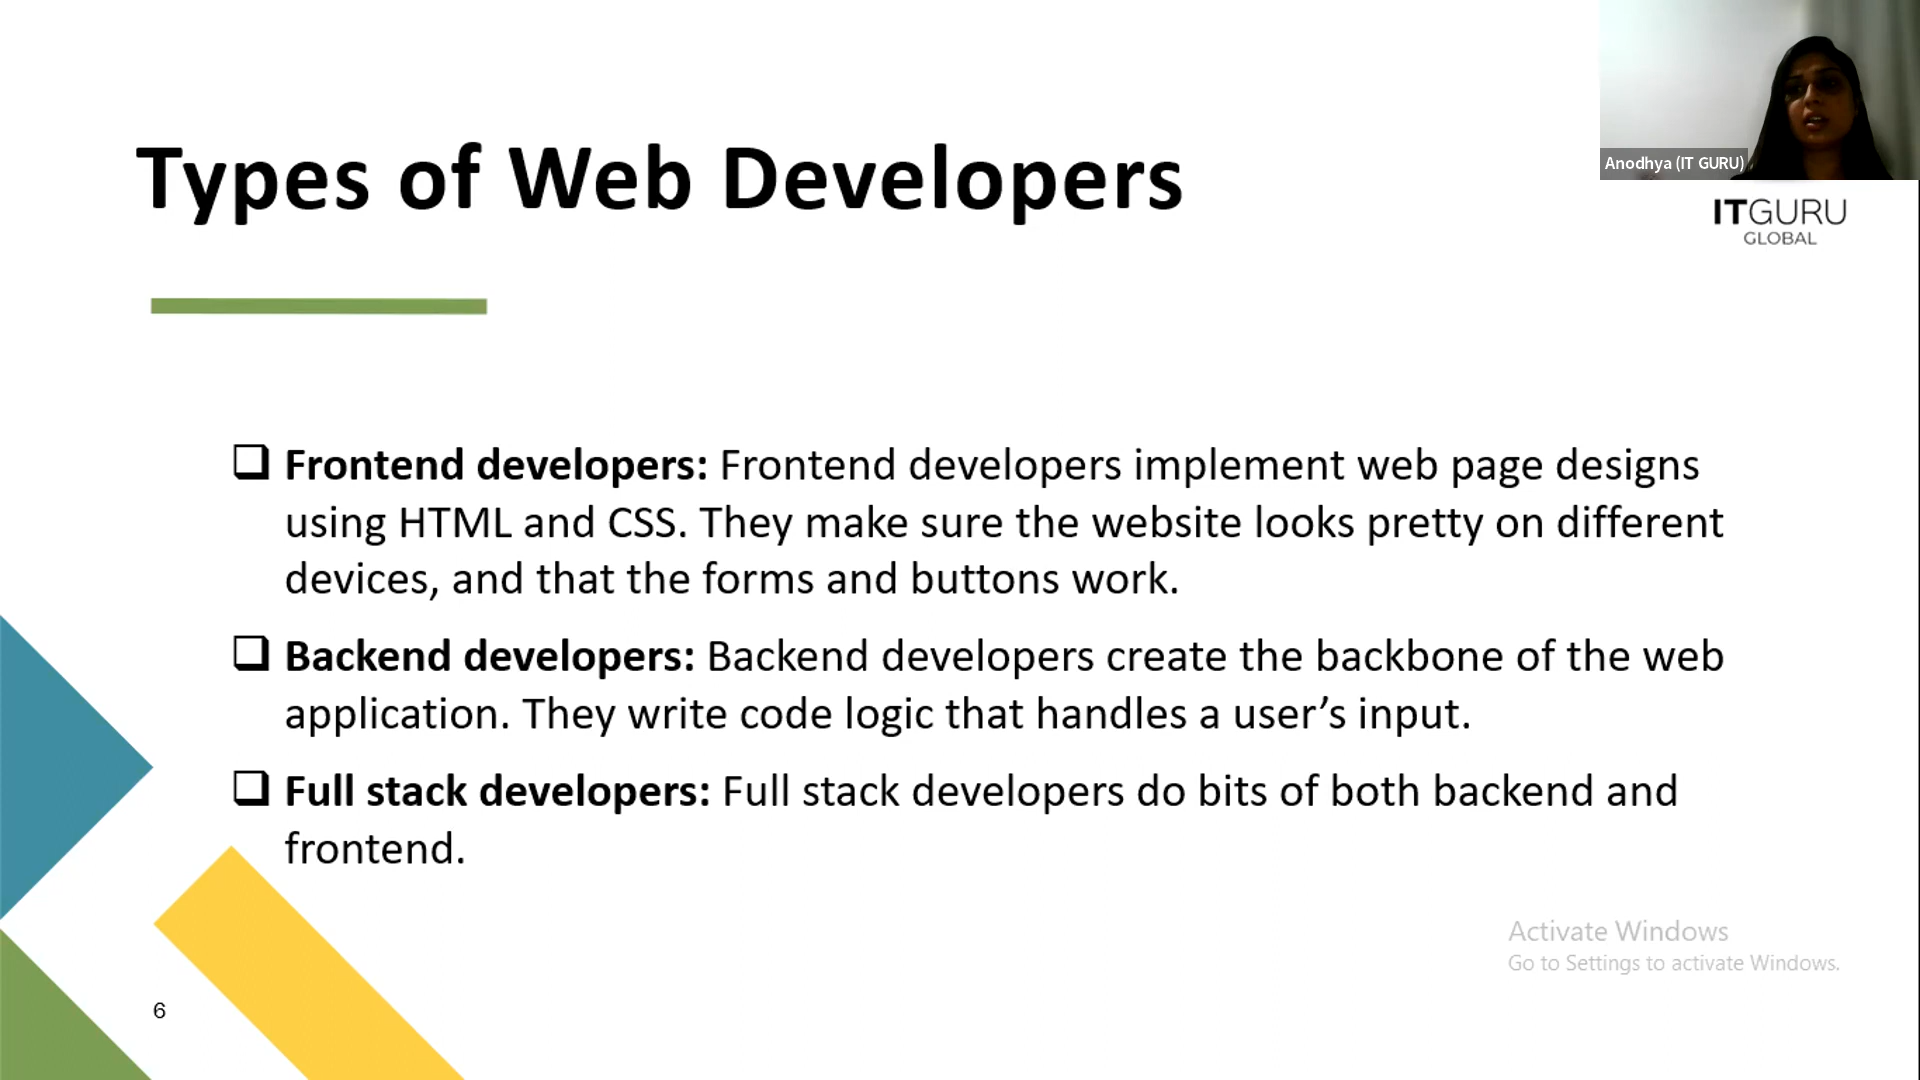 Types of Web Developers
Anodhya (IT GURU)
ITGURU
GLOBAL
Frontend developers: Frontend developers implement web page designs
using HTML and CSS. They make sure the website looks pretty on different
devices, and that the forms and buttons work.
Backend developers: Backend developers create the backbone of the web
application. They write code logic that handles a user’s input.
Full stack developers: Full stack developers do bits of both backend and
frontend.
Activate Windows
Go to Settings to activate Windows.
6